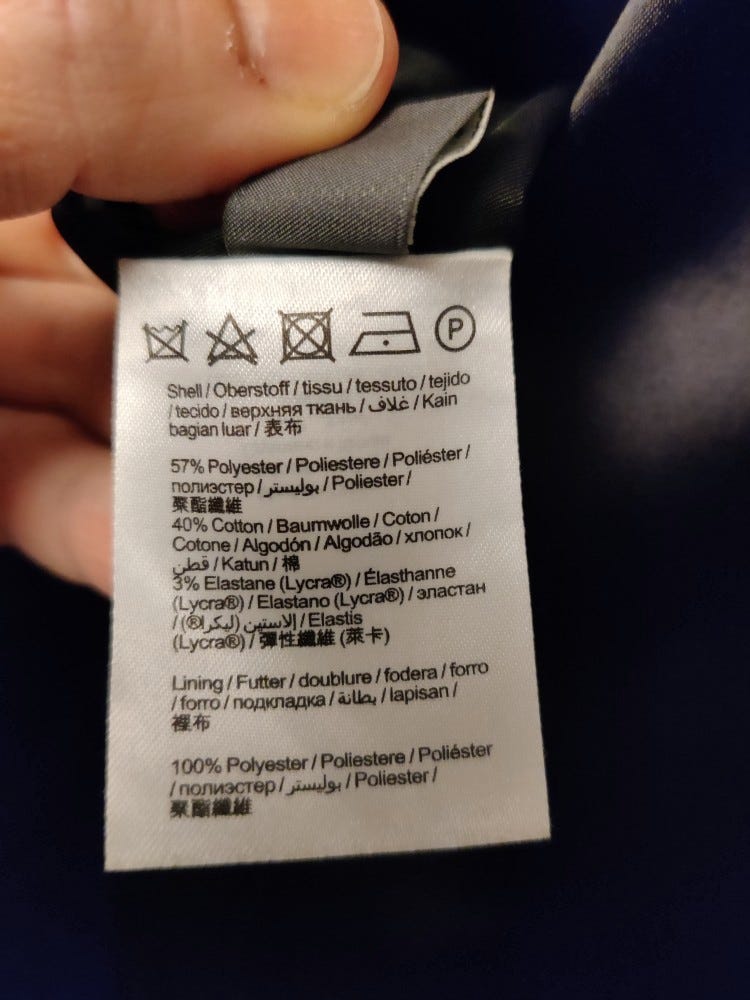 P
Shell / Oberstoff / tissu / tessuto / tejido
/ tecido / верхняя ткань / غلاف / Kain
bagian luar / 表布
57% Polyester / Poliestere / Poliéster /
полиэстер / بوليستر / Poliester /
聚酯纖維
40% Cotton / Baumwolle / Coton /
Cotone / Algodón / Algodão / хлопок /
قطن / Katun / 棉
3% Elastane (Lycra®) / Élasthanne
(Lycra®) / Elastano (Lycra®) / эластан
/ إلاستين (ليكرا®) / Elastis
(Lycra®) / 彈性纖維 (萊卡)
Lining / Futter / doublure / fodera / forro
/ forro / подкладка / بطانة / lapisan /
裡布
100% Polyester / Poliestere / Poliéster
/ полиэстер / بوليستر / Poliester /
聚酯纖維